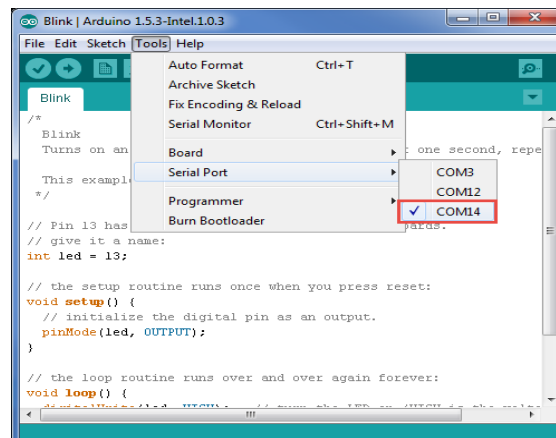 Blink | Arduino 1.5.3-Intel.1.0.3
File Edit Sketch Tools Help
Auto Format Ctrl+T
Archive Sketch
Fix Encoding & Reload
Serial Monitor Ctrl+Shift+M
Board
Serial Port
Programmer
Burn Bootloader
COM3
COM12
COM14
Blink
/*
Blink
Turns on an one second, repe
This exampl
*/
// Pin 13 has ards.
// give it a name:
int led = 13;
// the setup routine runs once when you press reset:
void setup() {
// initialize the digital pin as an output.
pinMode(led, OUTPUT);
}
// the loop routine runs over and over again forever:
void loop() {